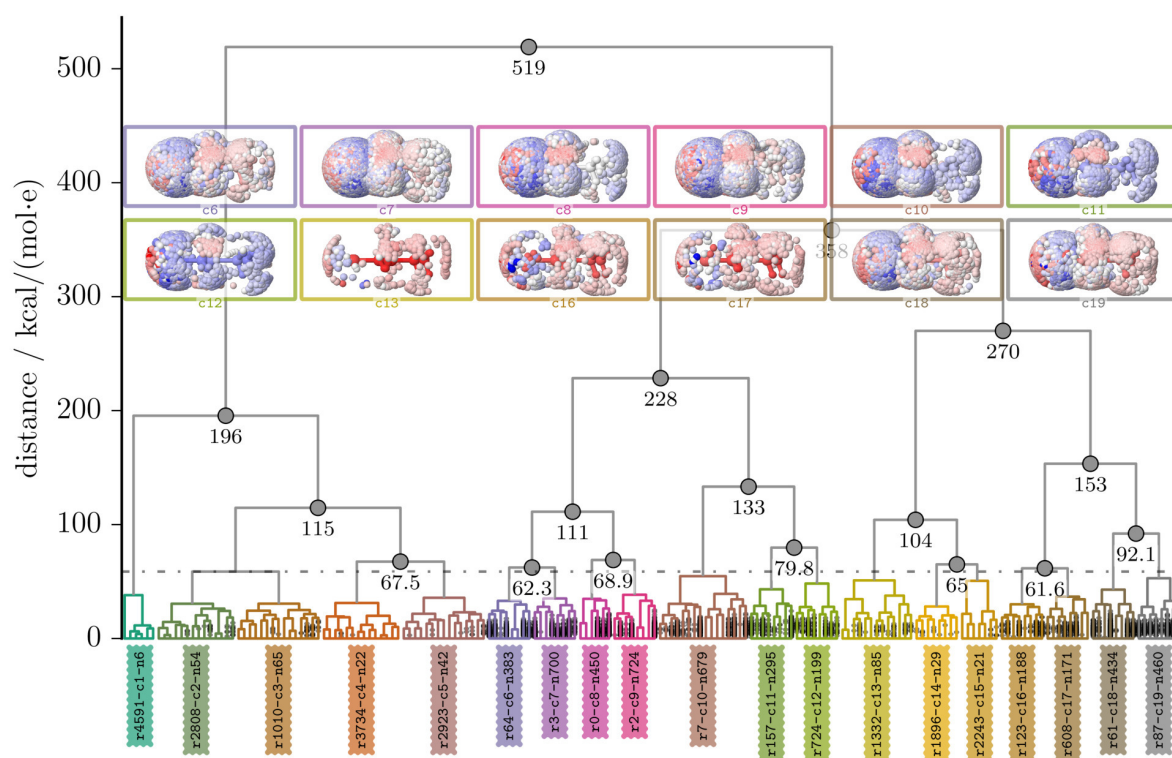 distance / kcal/(mol·e)
500
400
300
200
100
0
519
c6
c7
c8
c9
c10
c11
358
c12
c13
c16
c17
c18
c19
270
228
196
153
133
115
111
104
92.1
79.8
68.9
67.5
65
62.3
61.6
r4591-c1-n6
r2808-c2-n54
r1010-c3-n65
r3734-c4-n22
r2923-c5-n42
r64-c6-n383
r3-c7-n700
r0-c8-n450
r2-c9-n724
r7-c10-n679
r157-c11-n295
r724-c12-n199
r1332-c13-n85
r1896-c14-n29
r2243-c15-n21
r123-c16-n188
r608-c17-n171
r61-c18-n434
r87-c19-n460